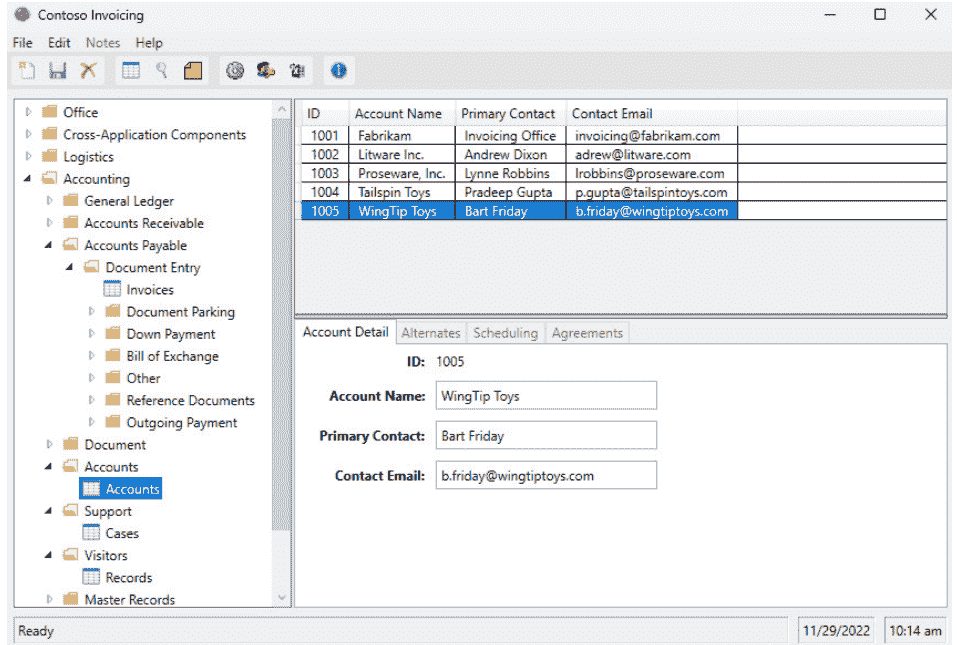 Contoso Invoicing
File Edit Notes Help
Office
Cross-Application Components
Logistics
Accounting
General Ledger
Accounts Receivable
Accounts Payable
Document Entry
Invoices
Document Parking
Down Payment
Bill of Exchange
Other
Reference Documents
Outgoing Payment
Document
Accounts
Accounts
Support
Cases
Visitors
Records
Master Records
ID Account Name Primary Contact Contact Email
1001 Fabrikam Invoicing Office invoicing@fabrikam.com
1002 Litware Inc. Andrew Dixon adrew@litware.com
1003 Proseware, Inc. Lynne Robbins lrobbins@proseware.com
1004 Tailspin Toys Pradeep Gupta p.gupta@tailspintoys.com
1005 WingTip Toys Bart Friday b.friday@wingtiptoys.com
Account Detail Alternates Scheduling Agreements
ID: 1005
Account Name: WingTip Toys
Primary Contact: Bart Friday
Contact Email: b.friday@wingtiptoys.com
Ready 11/29/2022 10:14 am